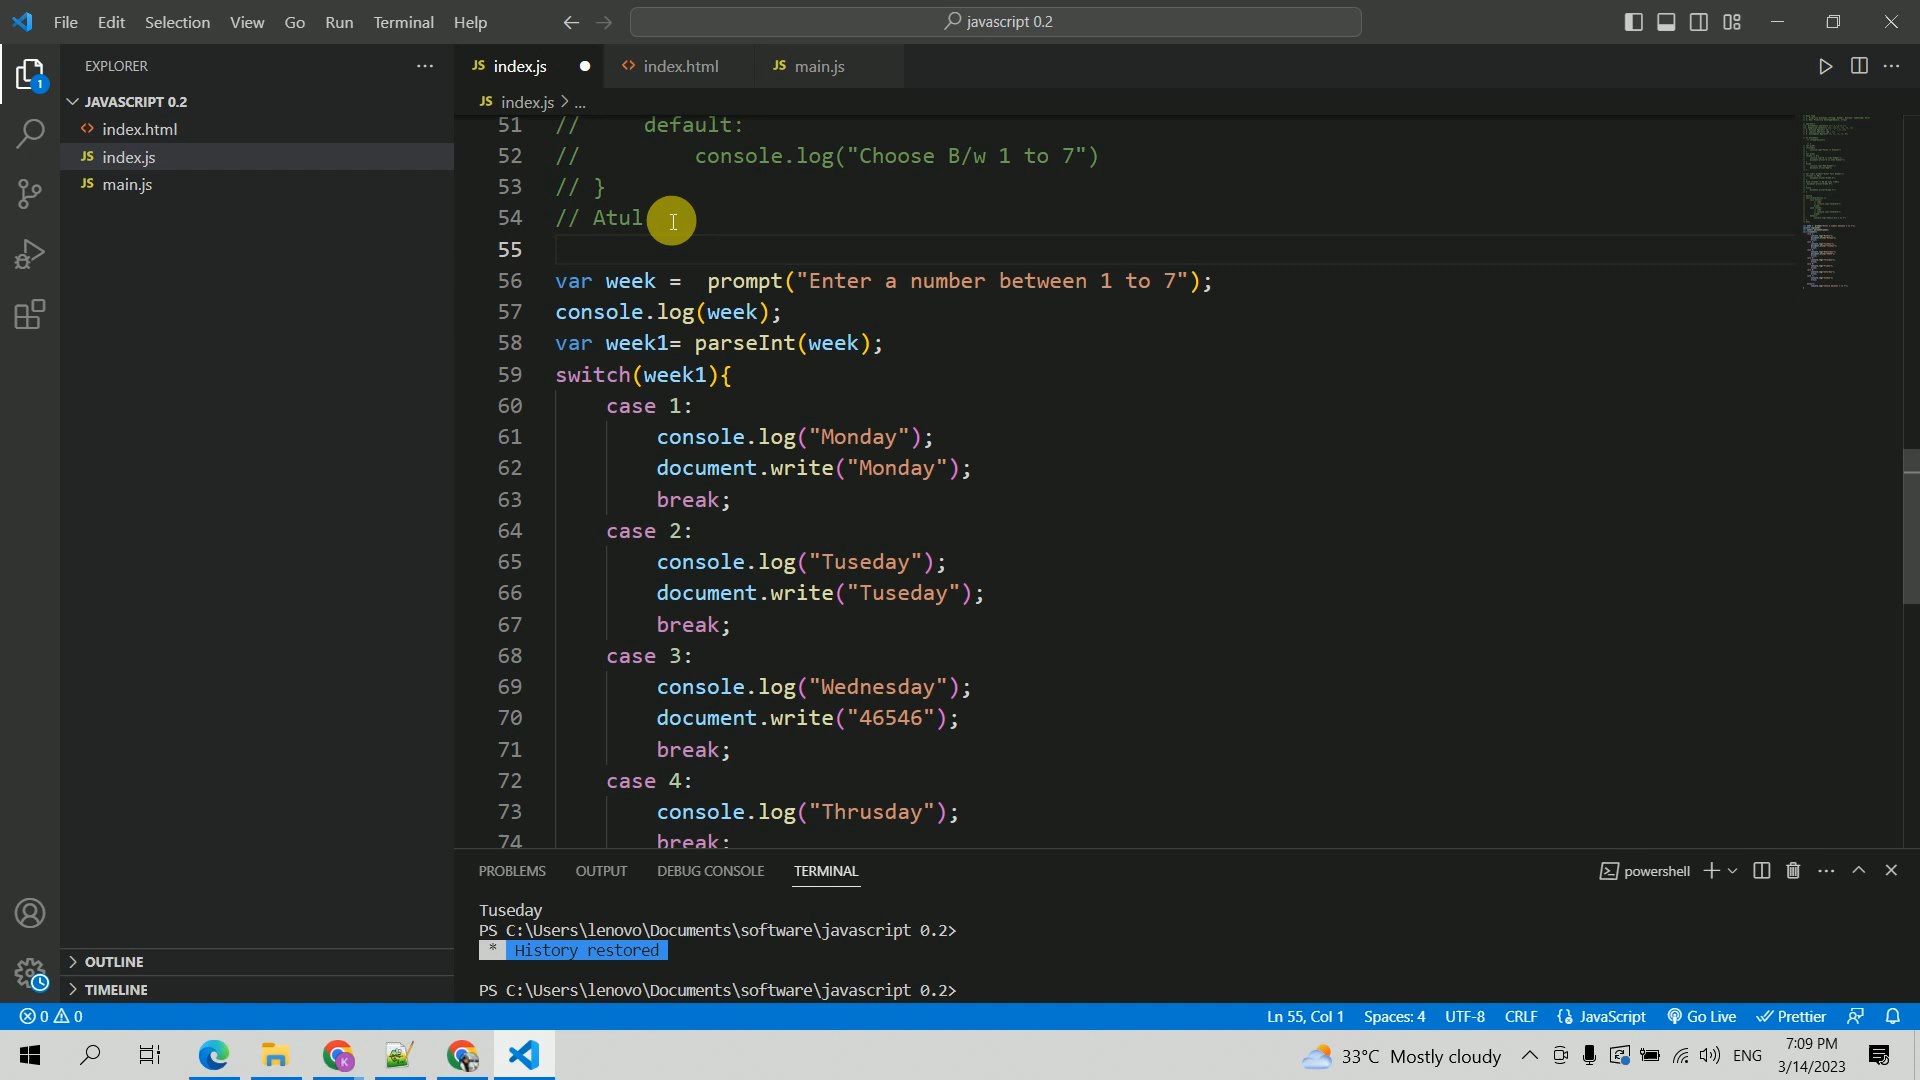 File Edit Selection View Go Run Terminal Help
javascript 0.2
EXPLORER
JS index.js
index.html
JS main.js
JAVASCRIPT 0.2
JS index.js > ...
index.html
JS index.js
JS main.js
1
51 // default:
52 // console.log("Choose B/w 1 to 7")
53 // }
54 // Atul
55
56 var week = prompt("Enter a number between 1 to 7");
57 console.log(week);
58 var week1= parseInt(week);
59 switch(week1){
60 case 1:
61 console.log("Monday");
62 document.write("Monday");
63 break;
64 case 2:
65 console.log("Tuseday");
66 document.write("Tuseday");
67 break;
68 case 3:
69 console.log("Wednesday");
70 document.write("46546");
71 break;
72 case 4:
73 console.log("Thrusday");
74 break;
PROBLEMS OUTPUT DEBUG CONSOLE TERMINAL
powershell
Tuseday
PS C:\Users\lenovo\Documents\software\javascript 0.2>
* History restored
PS C:\Users\lenovo\Documents\software\javascript 0.2>
OUTLINE
TIMELINE
0 0
Ln 55, Col 1 Spaces: 4 UTF-8 CRLF {} JavaScript Go Live Prettier
K
33°C Mostly cloudy
ENG
7:09 PM
3/14/2023